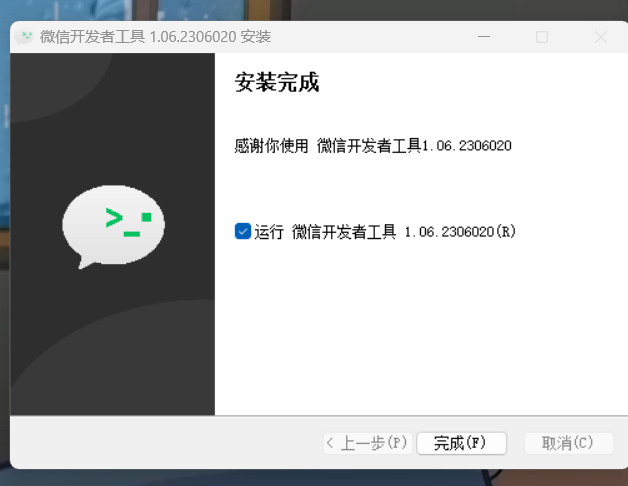 微信开发者工具 1.06.2306020 安装
安装完成
感谢你使用 微信开发者工具1.06.2306020
运行 微信开发者工具 1.06.2306020(R)
< 上一步(P)
完成(F)
取消(C)